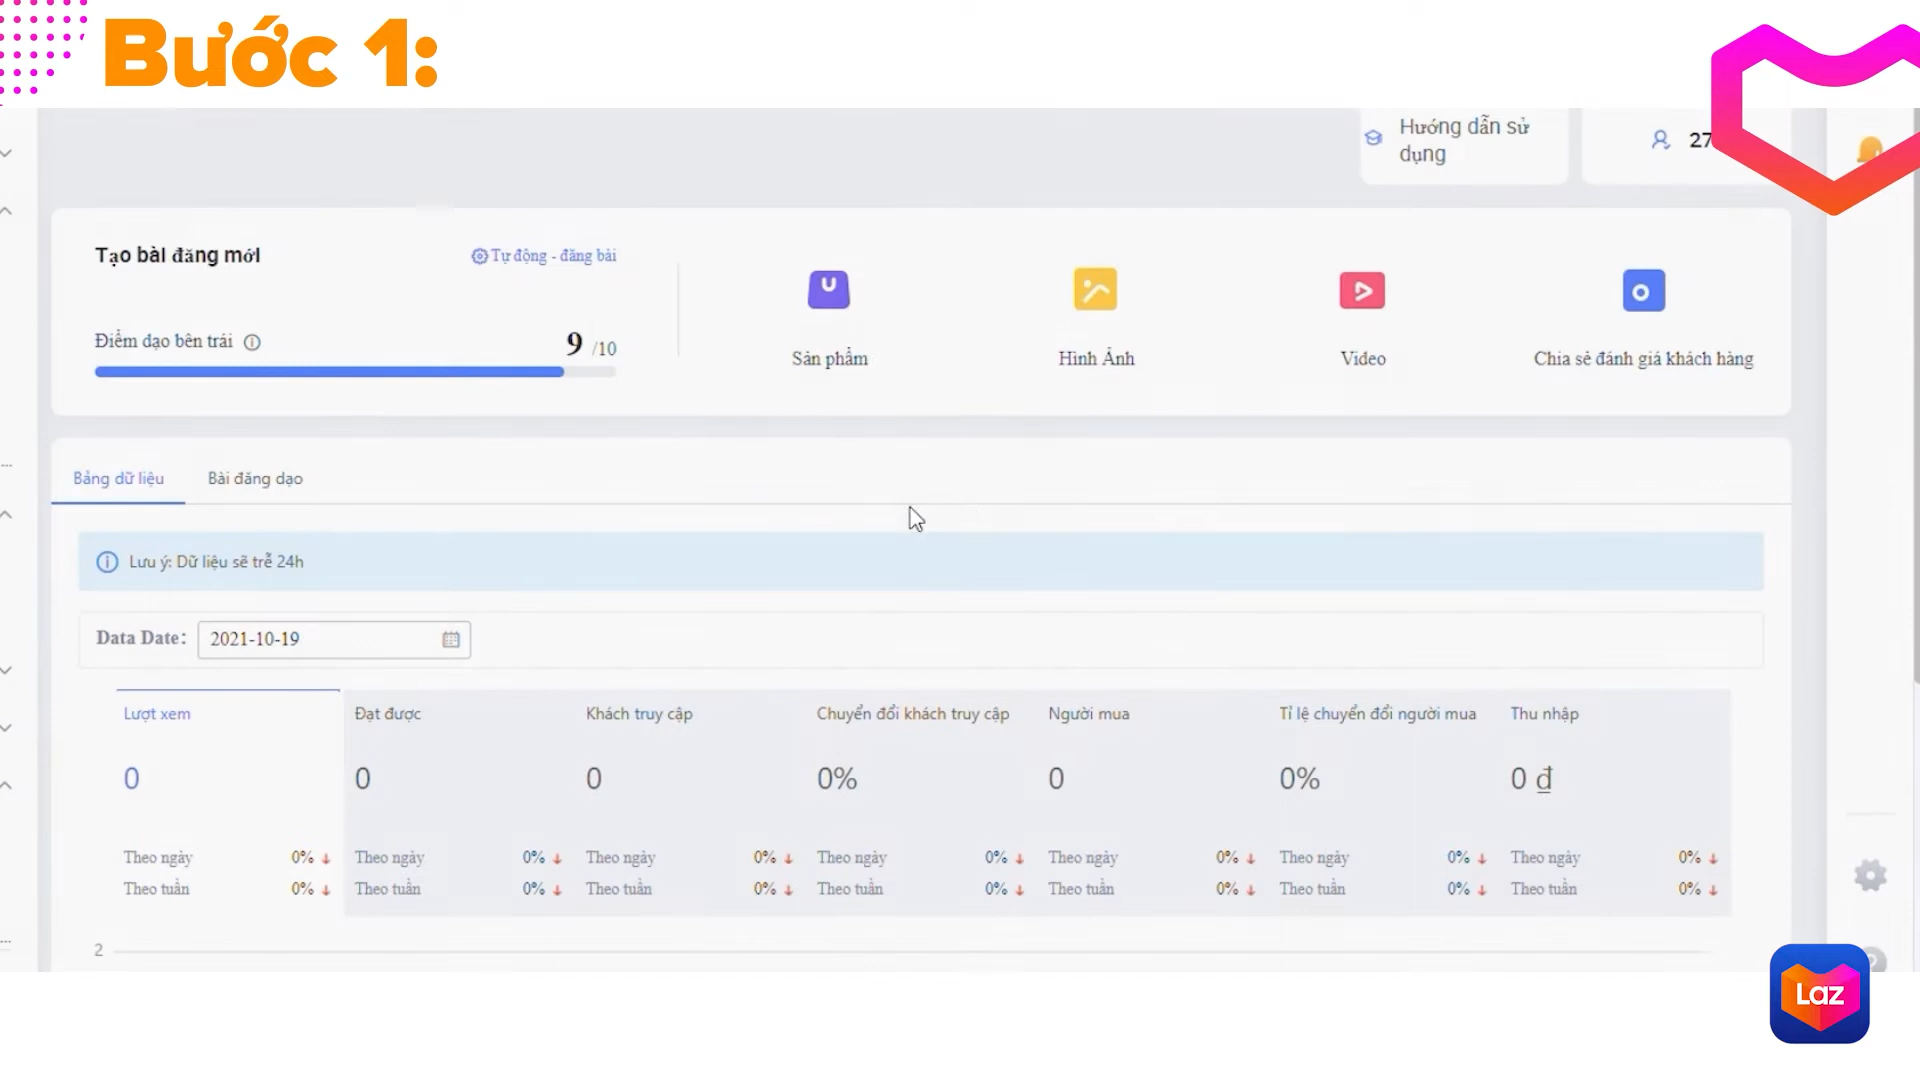 Bước 1:
Hướng dẫn sử
dụng
27
Tạo bài đăng mới
Tự động - đăng bài
Điểm dạo bên trái
9 /10
Sản phẩm
Hình Ảnh
Video
Chia sẻ đánh giá khách hàng
Bảng dữ liệu
Bài đăng dạo
Lưu ý: Dữ liệu sẽ trễ 24h
Data Date:
2021-10-19
Lượt xem Đạt được Khách truy cập Chuyển đổi khách truy cập Người mua Tỉ lệ chuyển đổi người mua Thu nhập
0 0 0 0% 0 0% 0 ₫
Theo ngày 0% ↓ Theo ngày 0% ↓ Theo ngày 0% ↓ Theo ngày 0% ↓ Theo ngày 0% ↓ Theo ngày 0% ↓ Theo ngày 0% ↓
Theo tuần 0% ↓ Theo tuần 0% ↓ Theo tuần 0% ↓ Theo tuần 0% ↓ Theo tuần 0% ↓ Theo tuần 0% ↓ Theo tuần 0% ↓
2
Laz